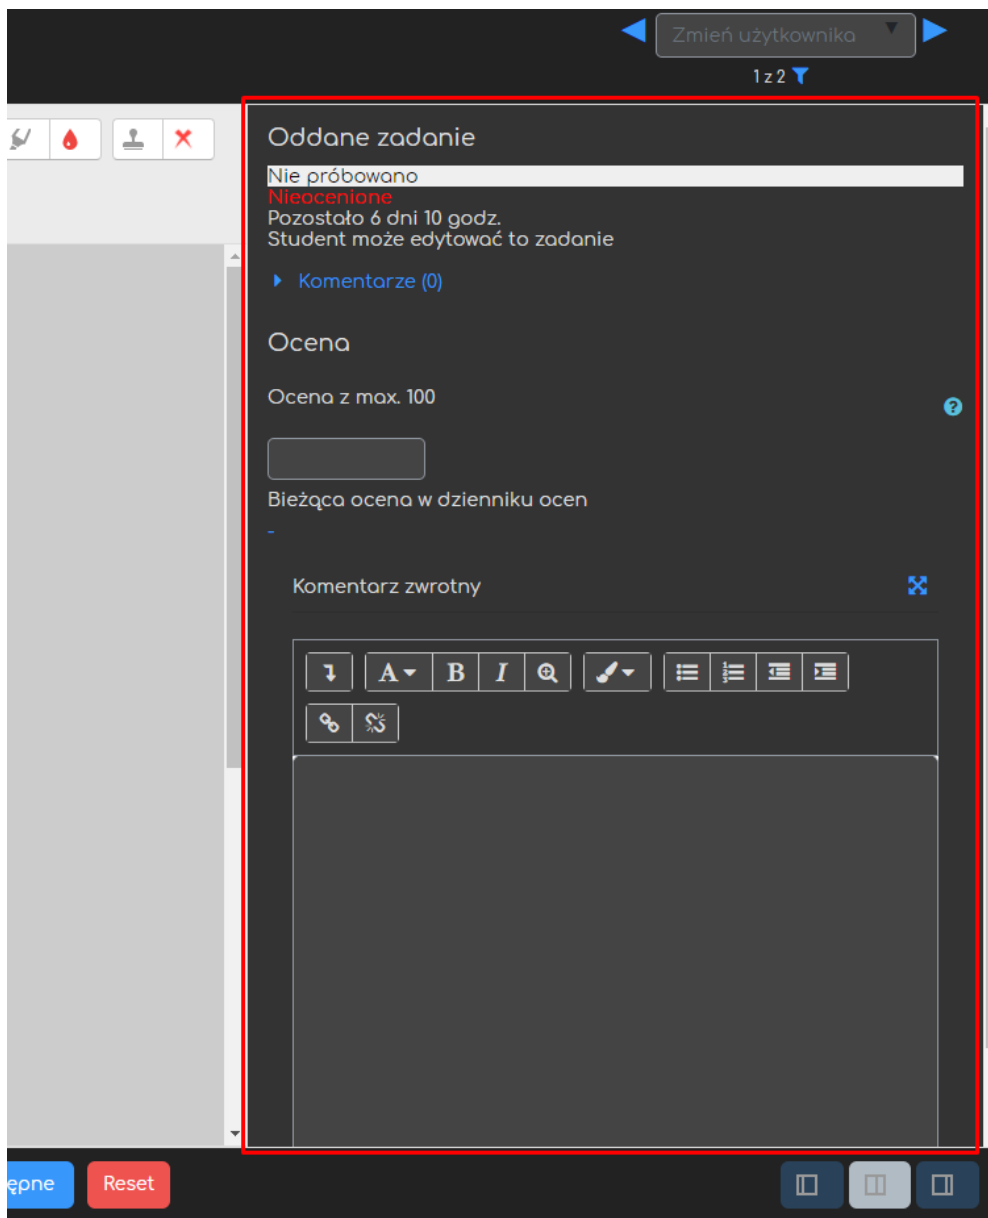 Zmień użytkownika
1 z 2
Oddane zadanie
Nie próbowano
Nieocenione
Pozostało 6 dni 10 godz.
Student może edytować to zadanie
Komentarze (0)
Ocena
Ocena z max. 100
Bieżąca ocena w dzienniku ocen
-
Komentarz zwrotny
A B I
ępne Reset